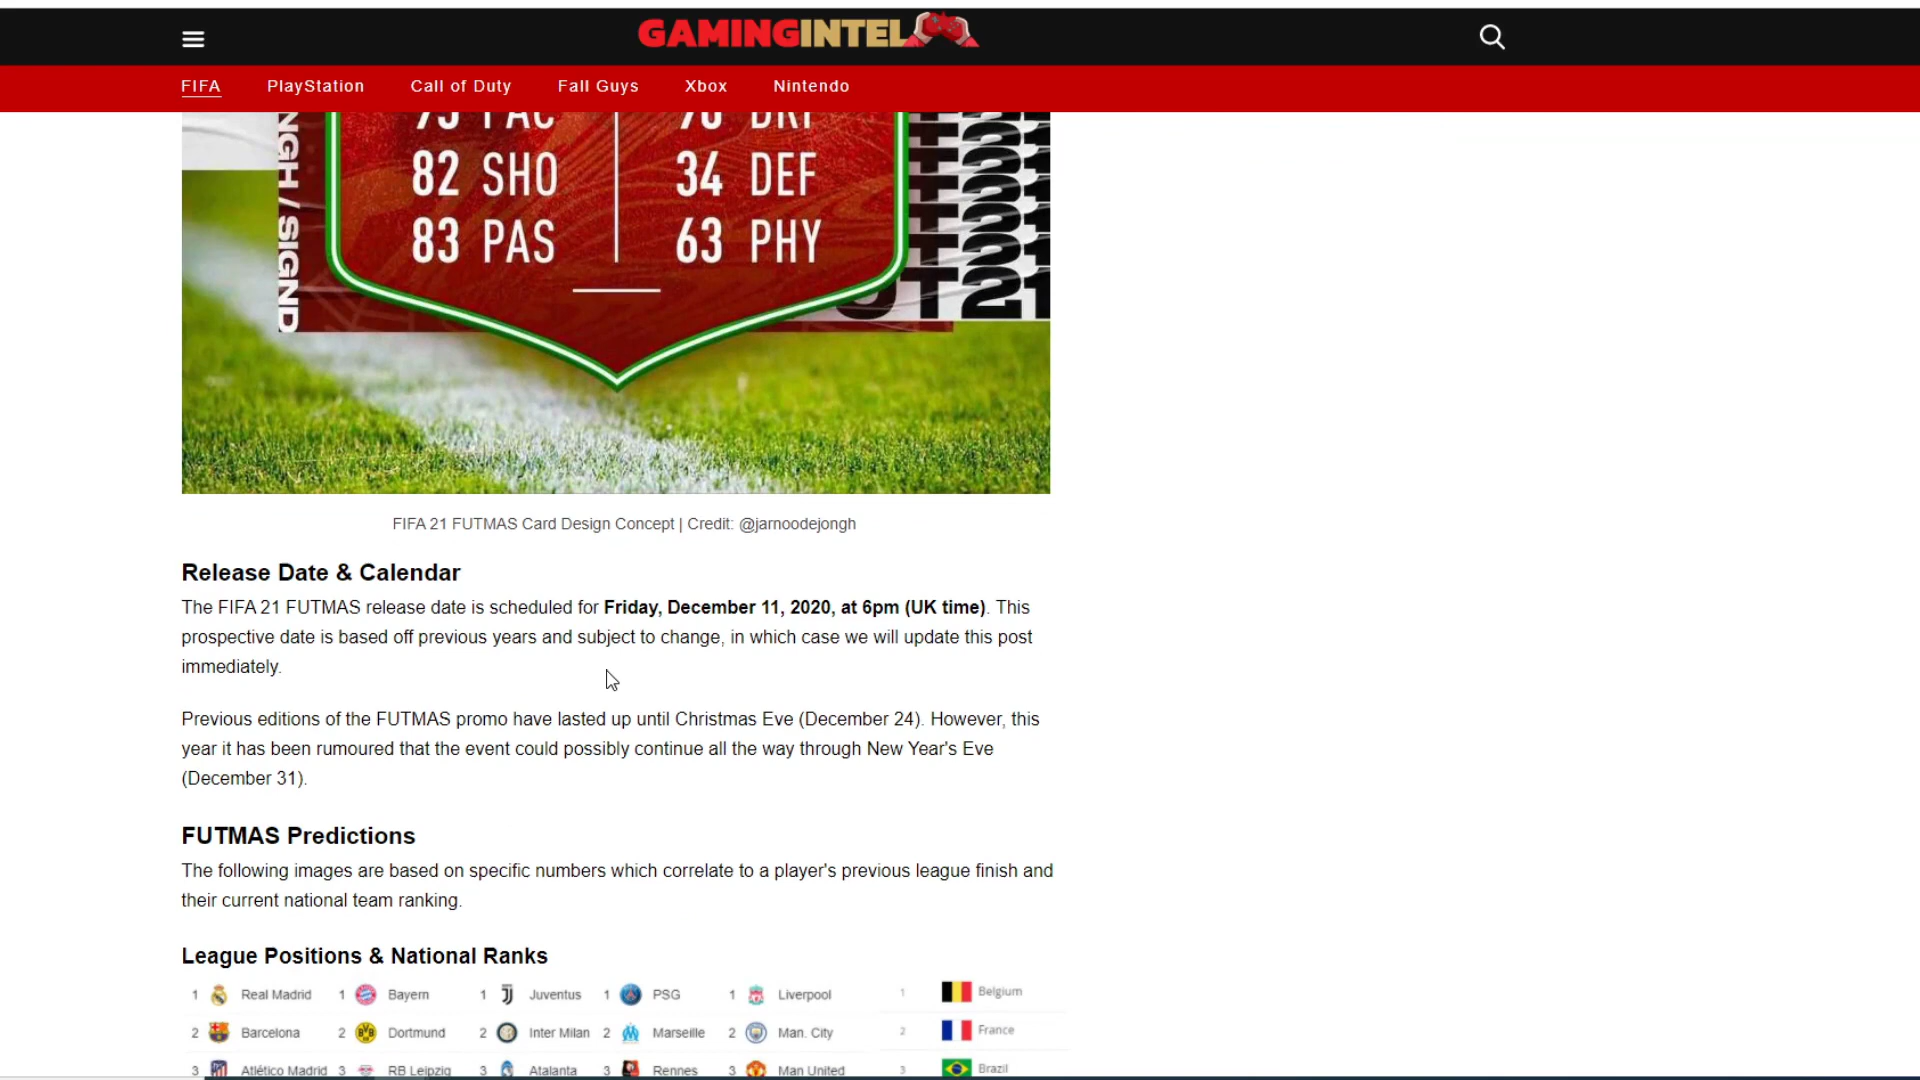 GAMINGINTEL
FIFA PlayStation Call of Duty Fall Guys Xbox Nintendo
82 SHO 34 DEF
83 PAS 63 PHY
FIFA 21 FUTMAS Card Design Concept | Credit: @jarnoodejongh
Release Date & Calendar
The FIFA 21 FUTMAS release date is scheduled for Friday, December 11, 2020, at 6pm (UK time). This
prospective date is based off previous years and subject to change, in which case we will update this post
immediately.
Previous editions of the FUTMAS promo have lasted up until Christmas Eve (December 24). However, this
year it has been rumoured that the event could possibly continue all the way through New Year's Eve
(December 31).
FUTMAS Predictions
The following images are based on specific numbers which correlate to a player's previous league finish and
their current national team ranking.
League Positions & National Ranks
1 Real Madrid 1 Bayern 1 Juventus 1 PSG 1 Liverpool 1 Belgium
2 Barcelona 2 Dortmund 2 Inter Milan 2 Marseille 2 Man. City 2 France
3 Atlético Madrid 3 RB Leipzig 3 Atalanta 3 Rennes 3 Man United 3 Brazil